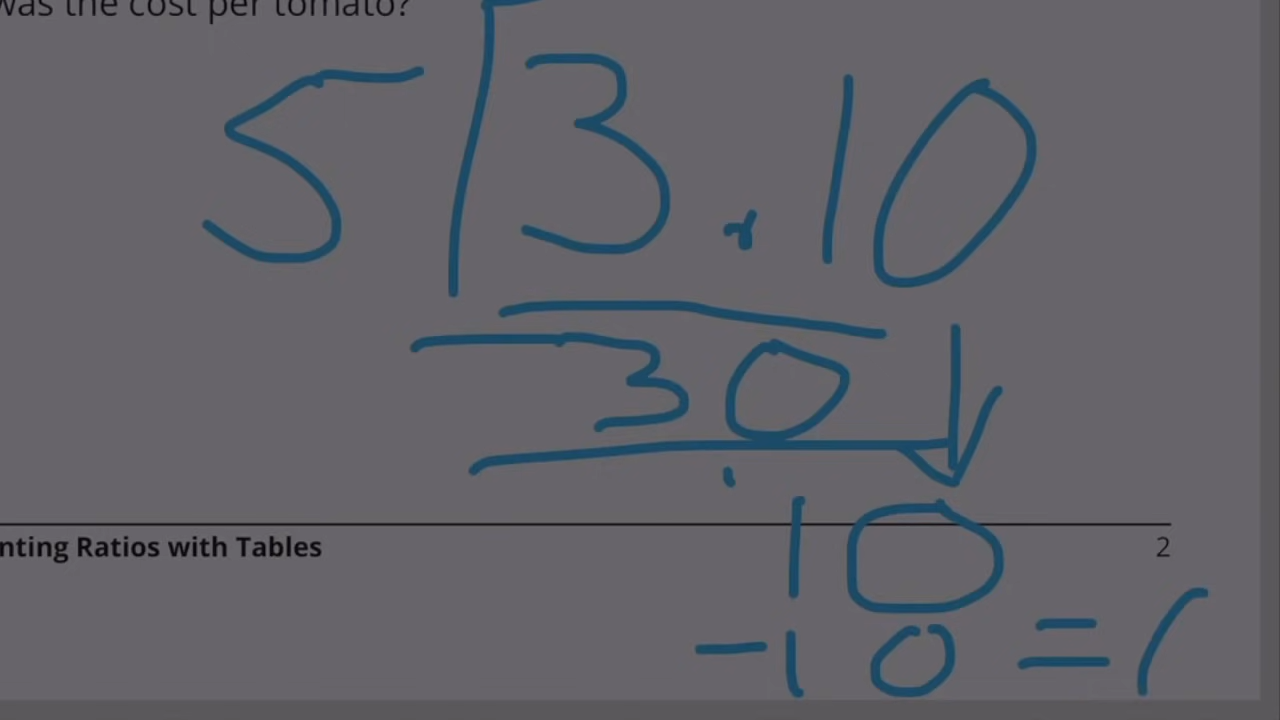 was the cost per tomato?
5 3.10
30
10
nting Ratios with Tables 2
-10 =